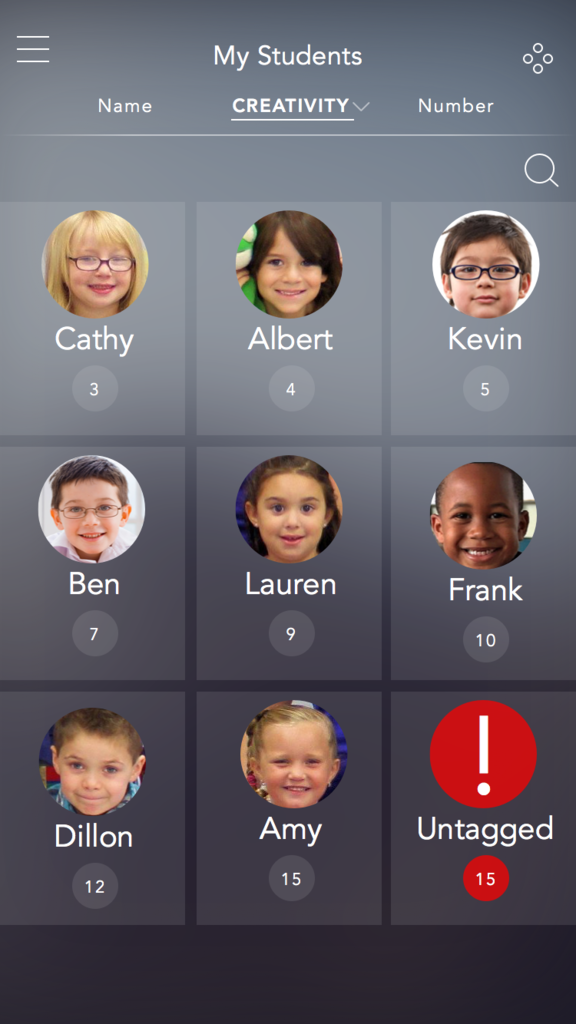 My Students
Name CREATIVITY Number
Cathy Albert Kevin
3 4 5
Ben Lauren Frank
7 9 10
Dillon Amy Untagged
12 15 15